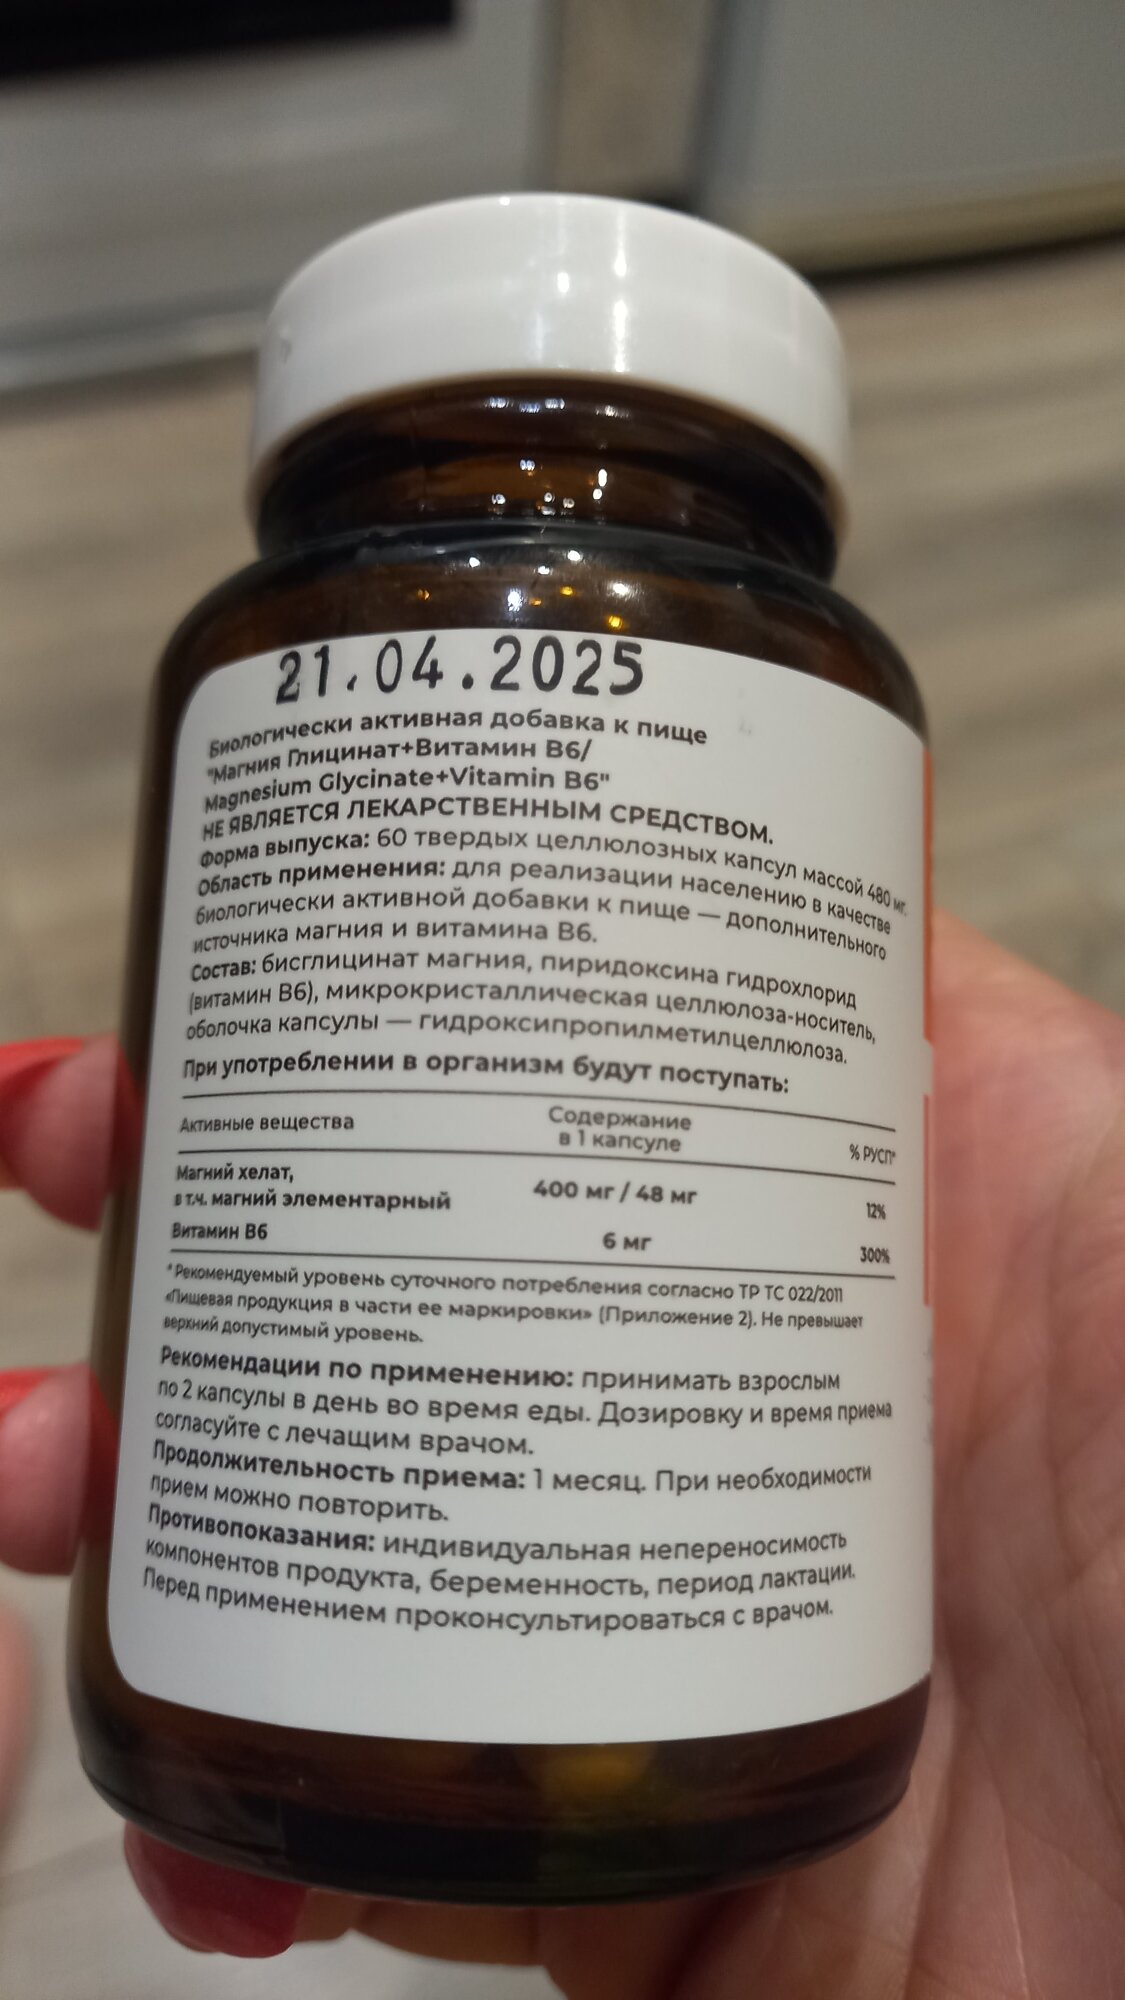 21.04.2025
Биологически активная добавка к пище
"Магния Глицинат+Витамин В6/
Magnesium Glycinate+Vitamin B6"
НЕ ЯВЛЯЕТСЯ ЛЕКАРСТВЕННЫМ СРЕДСТВОМ.
Форма выпуска: 60 твердых целлюлозных капсул массой 480 мг.
Область применения: для реализации населению в качестве
биологически активной добавки к пище — дополнительного
источника магния и витамина В6.
Состав: бисглицинат магния, пиридоксина гидрохлорид
(витамин В6), микрокристаллическая целлюлоза-носитель,
оболочка капсулы — гидроксипропилметилцеллюлоза.
При употреблении в организм будут поступать:
Активные вещества Содержание в 1 капсуле % РУСП*
Магний хелат,
в т.ч. магний элементарный 400 мг / 48 мг 12%
Витамин В6 6 мг 300%
*Рекомендуемый уровень суточного потребления согласно ТР ТС 022/2011
«Пищевая продукция в части ее маркировки» (Приложение 2). Не превышает
верхний допустимый уровень.
Рекомендации по применению: принимать взрослым
по 2 капсулы в день во время еды. Дозировку и время приема
согласуйте с лечащим врачом.
Продолжительность приема: 1 месяц. При необходимости
прием можно повторить.
Противопоказания: индивидуальная непереносимость
компонентов продукта, беременность, период лактации.
Перед применением проконсультироваться с врачом.